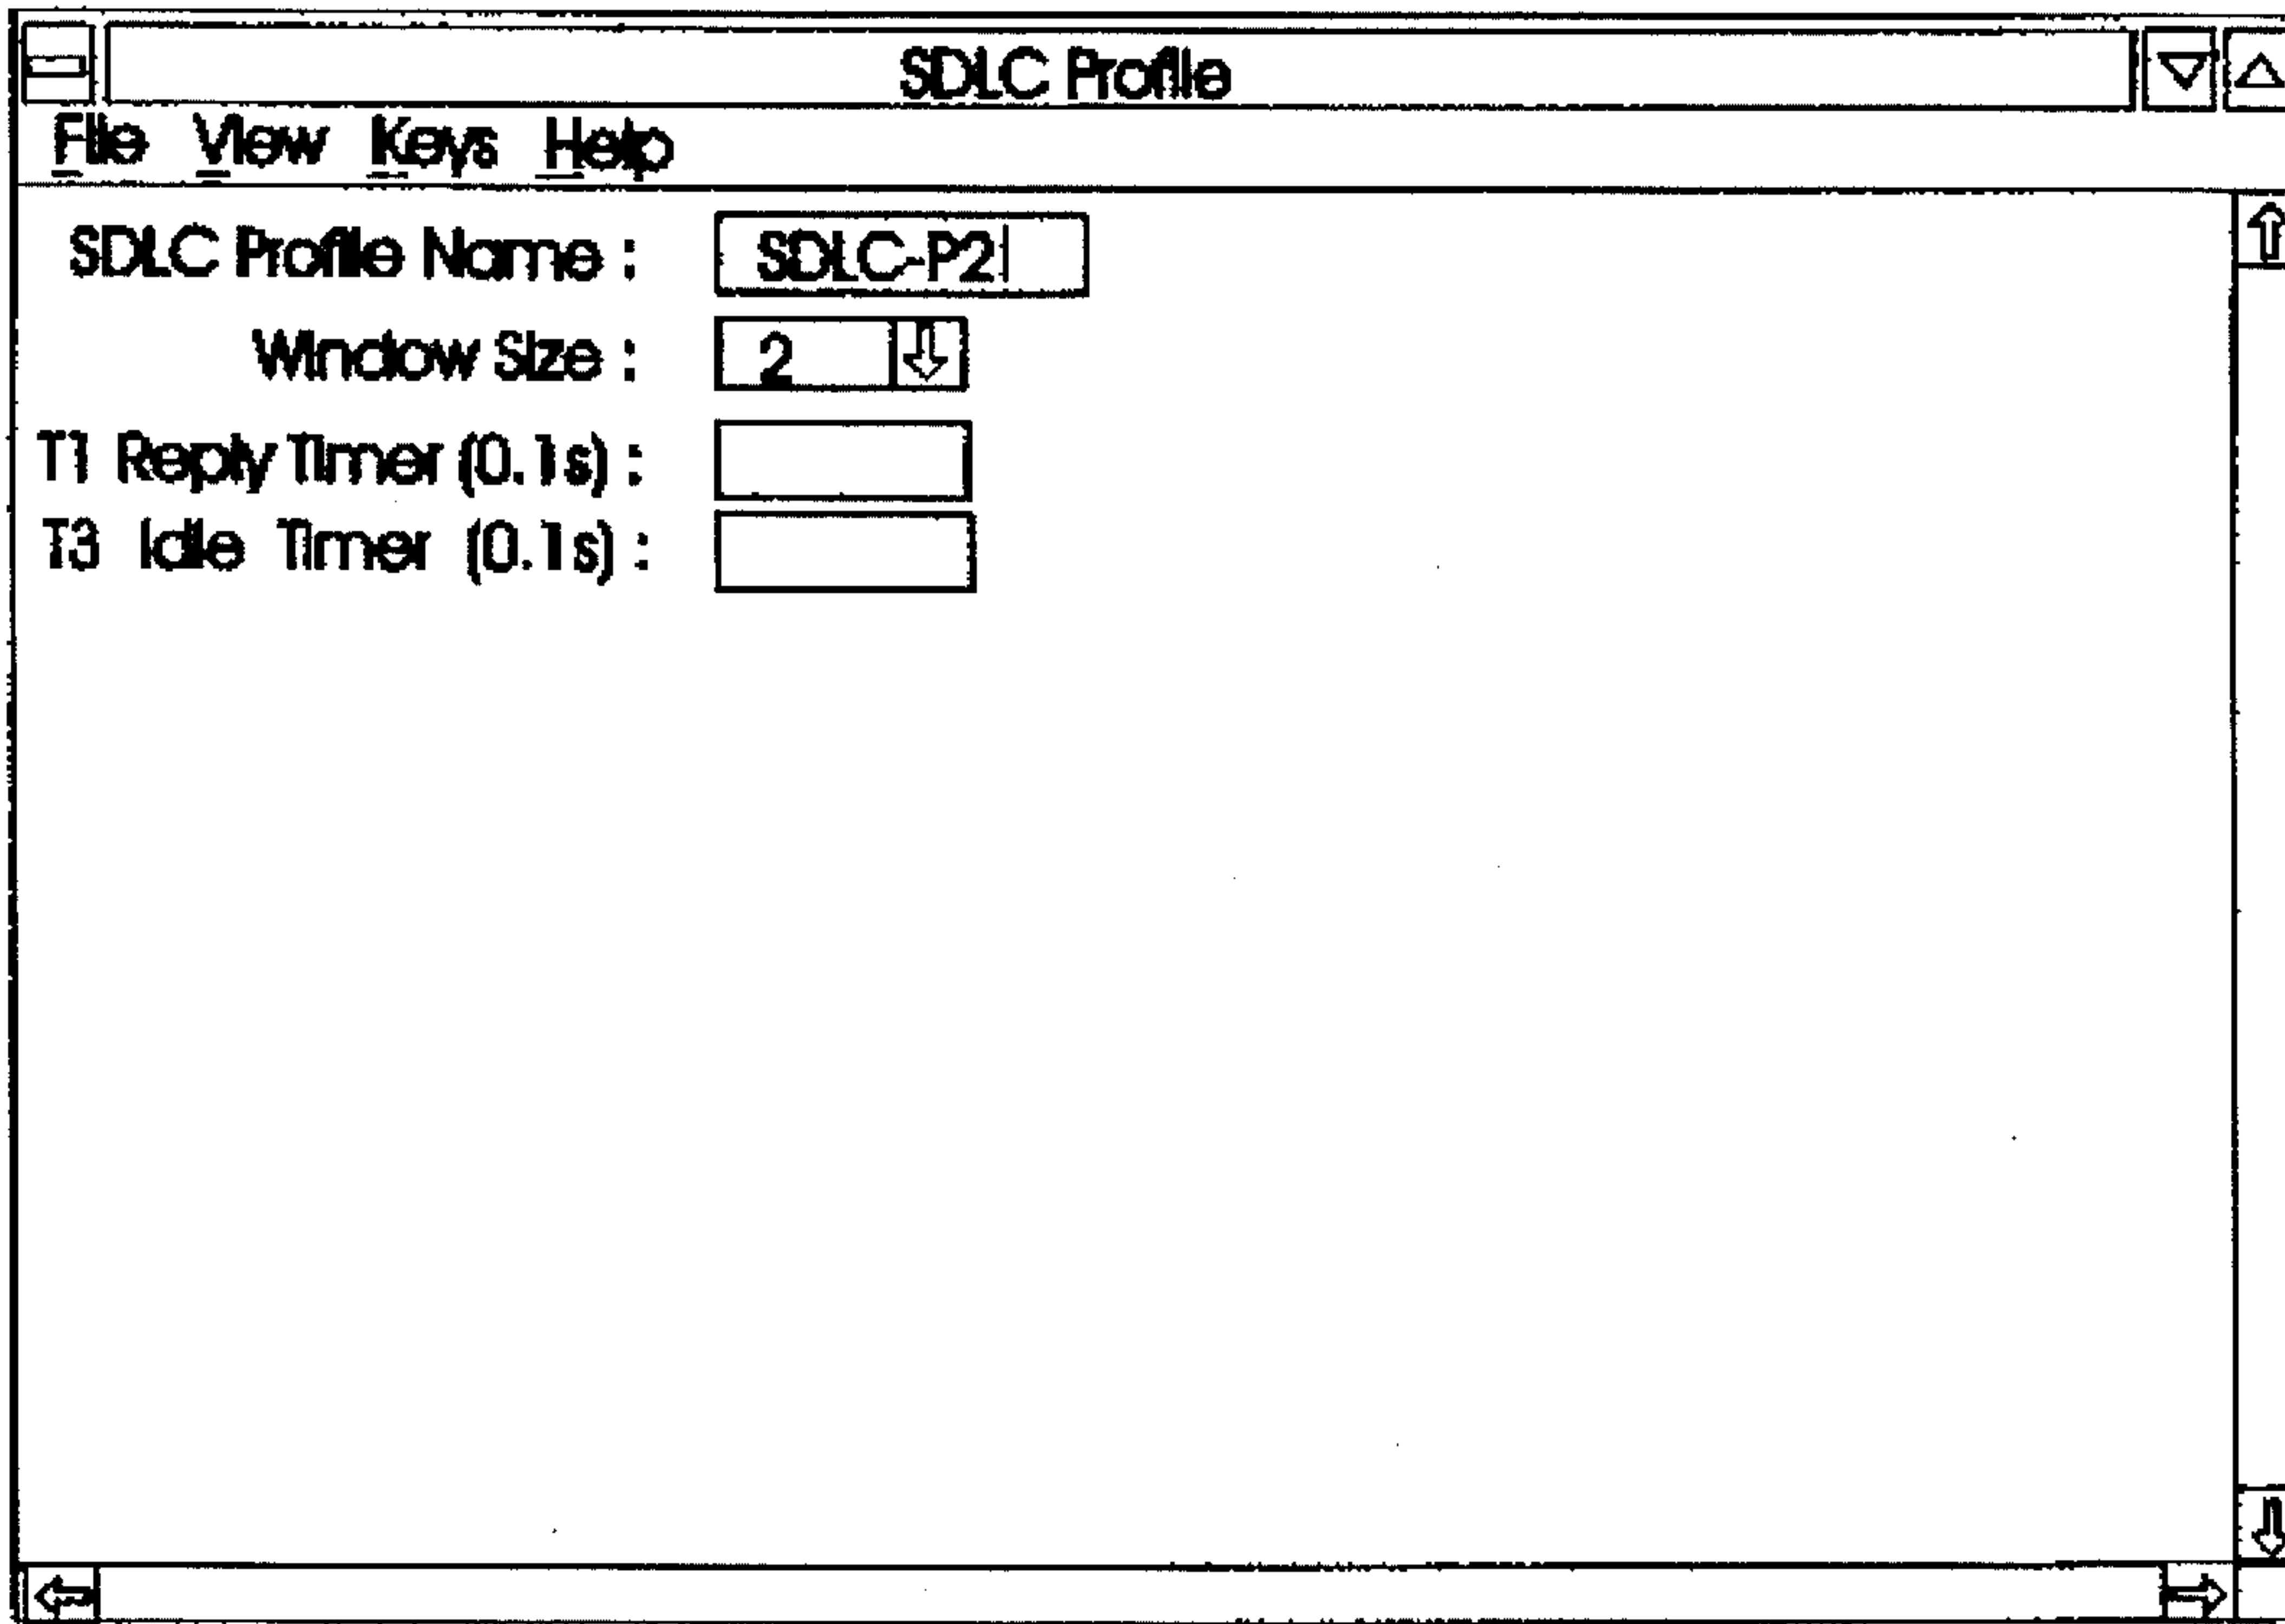 SDLC Profile
File View Keys Help
SDLC Profile Name : SDLC-P2
Window Size : 2
T1 Reply Timer (0.1s) :
T3 Idle Timer (0.1s) :